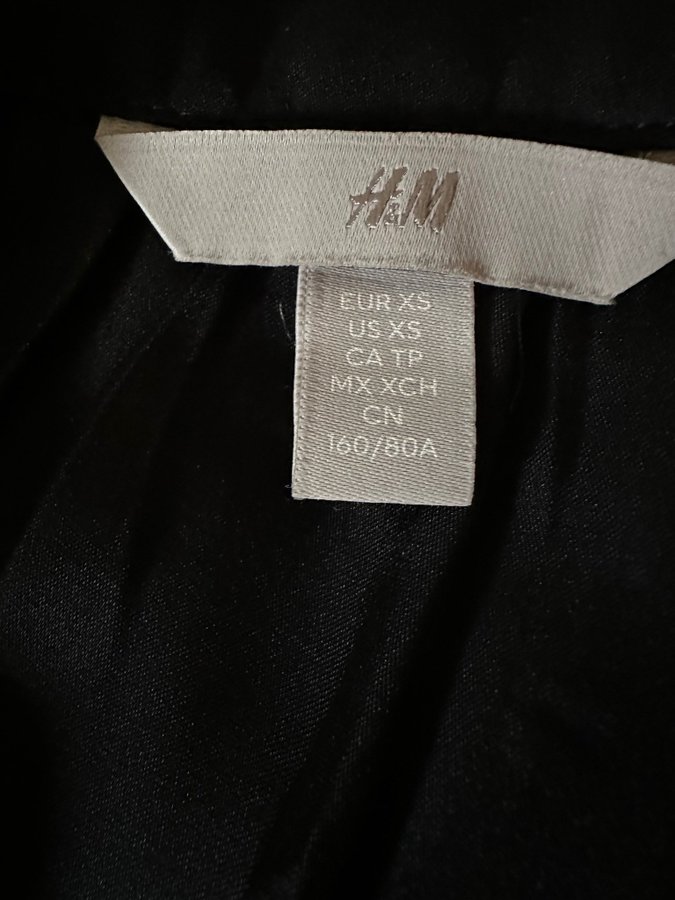 H&M
EUR XS
US XS
CA TP
MX XCH
CN
160/80A